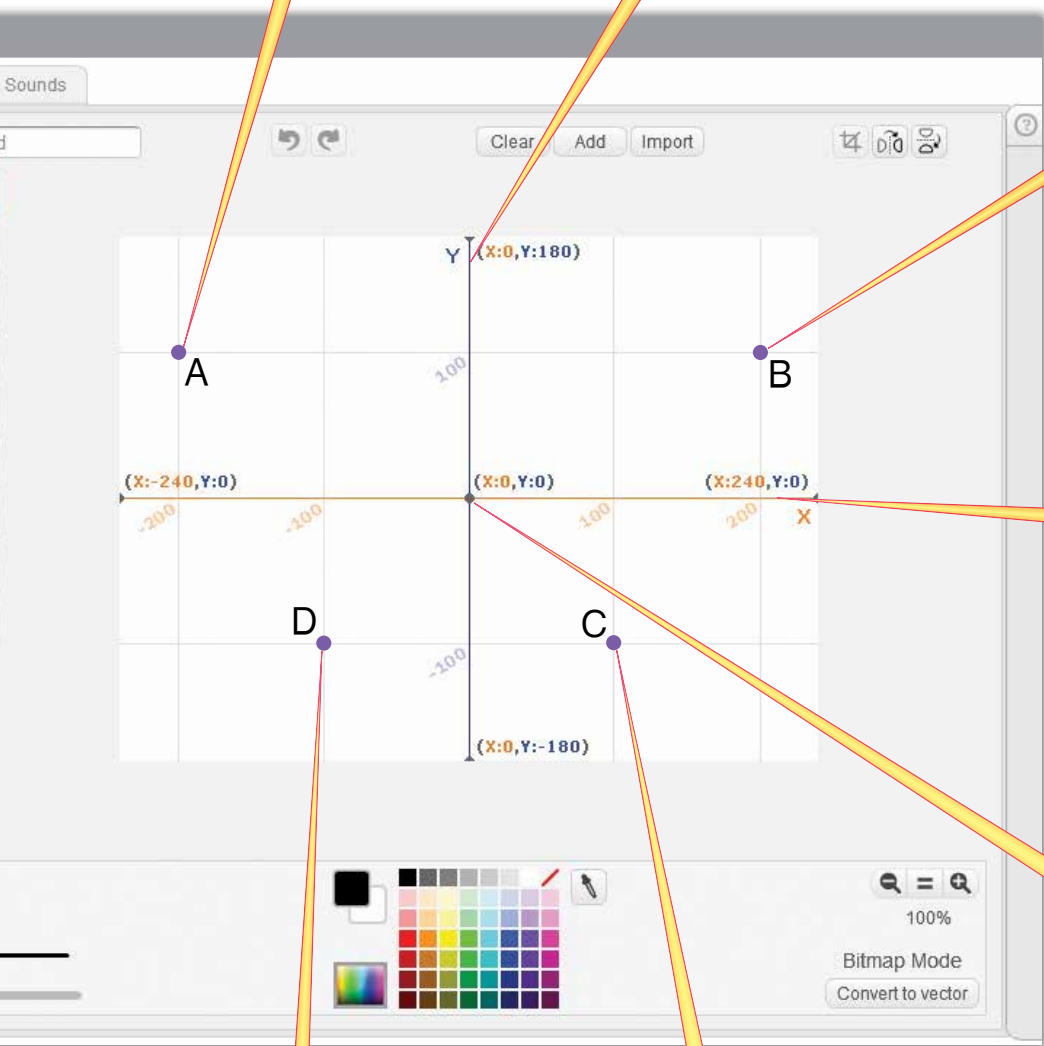 Sounds
d
Clear Add Import
?
Y (X:0,Y:180)
A
B
100
(X:-240,Y:0) (X:0,Y:0) (X:240,Y:0)
-200 -100 100 200 X
D
C
-100
(X:0,Y:-180)
100%
Bitmap Mode
Convert to vector